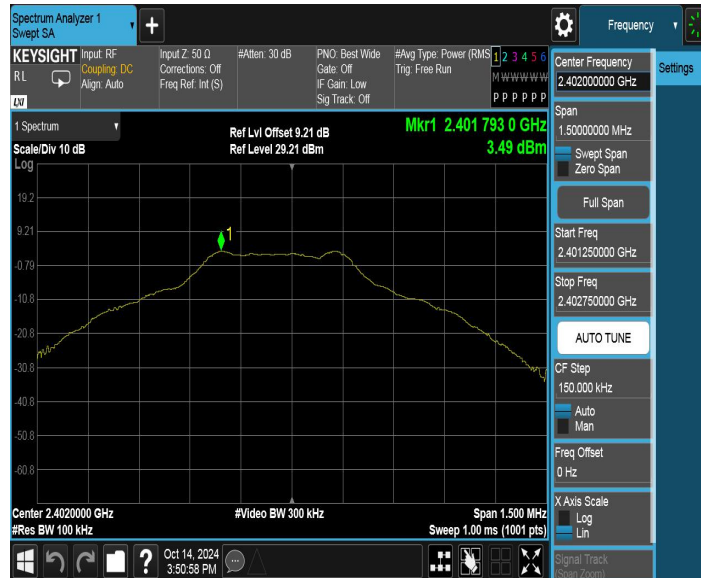 Spectrum Analyzer 1
Swept SA
+
Frequency
KEYSIGHT
RL
LXI
Input: RF
Coupling: DC
Align: Auto
Input Z: 50 Ω
Corrections: Off
Freq Ref: Int (S)
#Atten: 30 dB
PNO: Best Wide
Gate: Off
IF Gain: Low
Sig Track: Off
#Avg Type: Power (RMS
Trig: Free Run
1 2 3 4 5 6
M W W W W W
P P P P P P
1 Spectrum
Scale/Div 10 dB
Log
Ref Lvl Offset 9.21 dB
Ref Level 29.21 dBm
Mkr1 2.401 793 0 GHz
3.49 dBm
1
19.2
9.21
-0.79
-10.8
-20.8
-30.8
-40.8
-50.8
-60.8
Center 2.4020000 GHz
#Res BW 100 kHz
#Video BW 300 kHz
Span 1.500 MHz
Sweep 1.00 ms (1001 pts)
?
Oct 14, 2024
3:50:58 PM
Center Frequency
2.402000000 GHz
Settings
Span
1.50000000 MHz
Swept Span
Zero Span
Full Span
Start Freq
2.401250000 GHz
Stop Freq
2.402750000 GHz
AUTO TUNE
CF Step
150.000 kHz
Auto
Man
Freq Offset
0 Hz
X Axis Scale
Log
Lin
Signal Track
(Span Zoom)